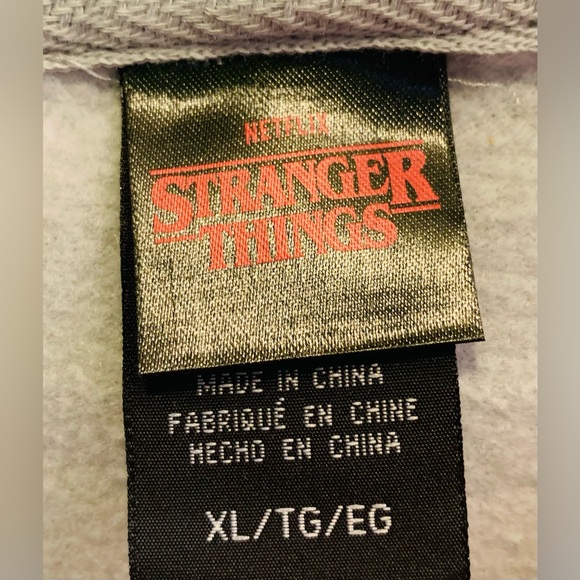 NETFLIX
STRANGER
THINGS
MADE IN CHINA
FABRIQUÉ EN CHINE
HECHO EN CHINA
XL/TG/EG